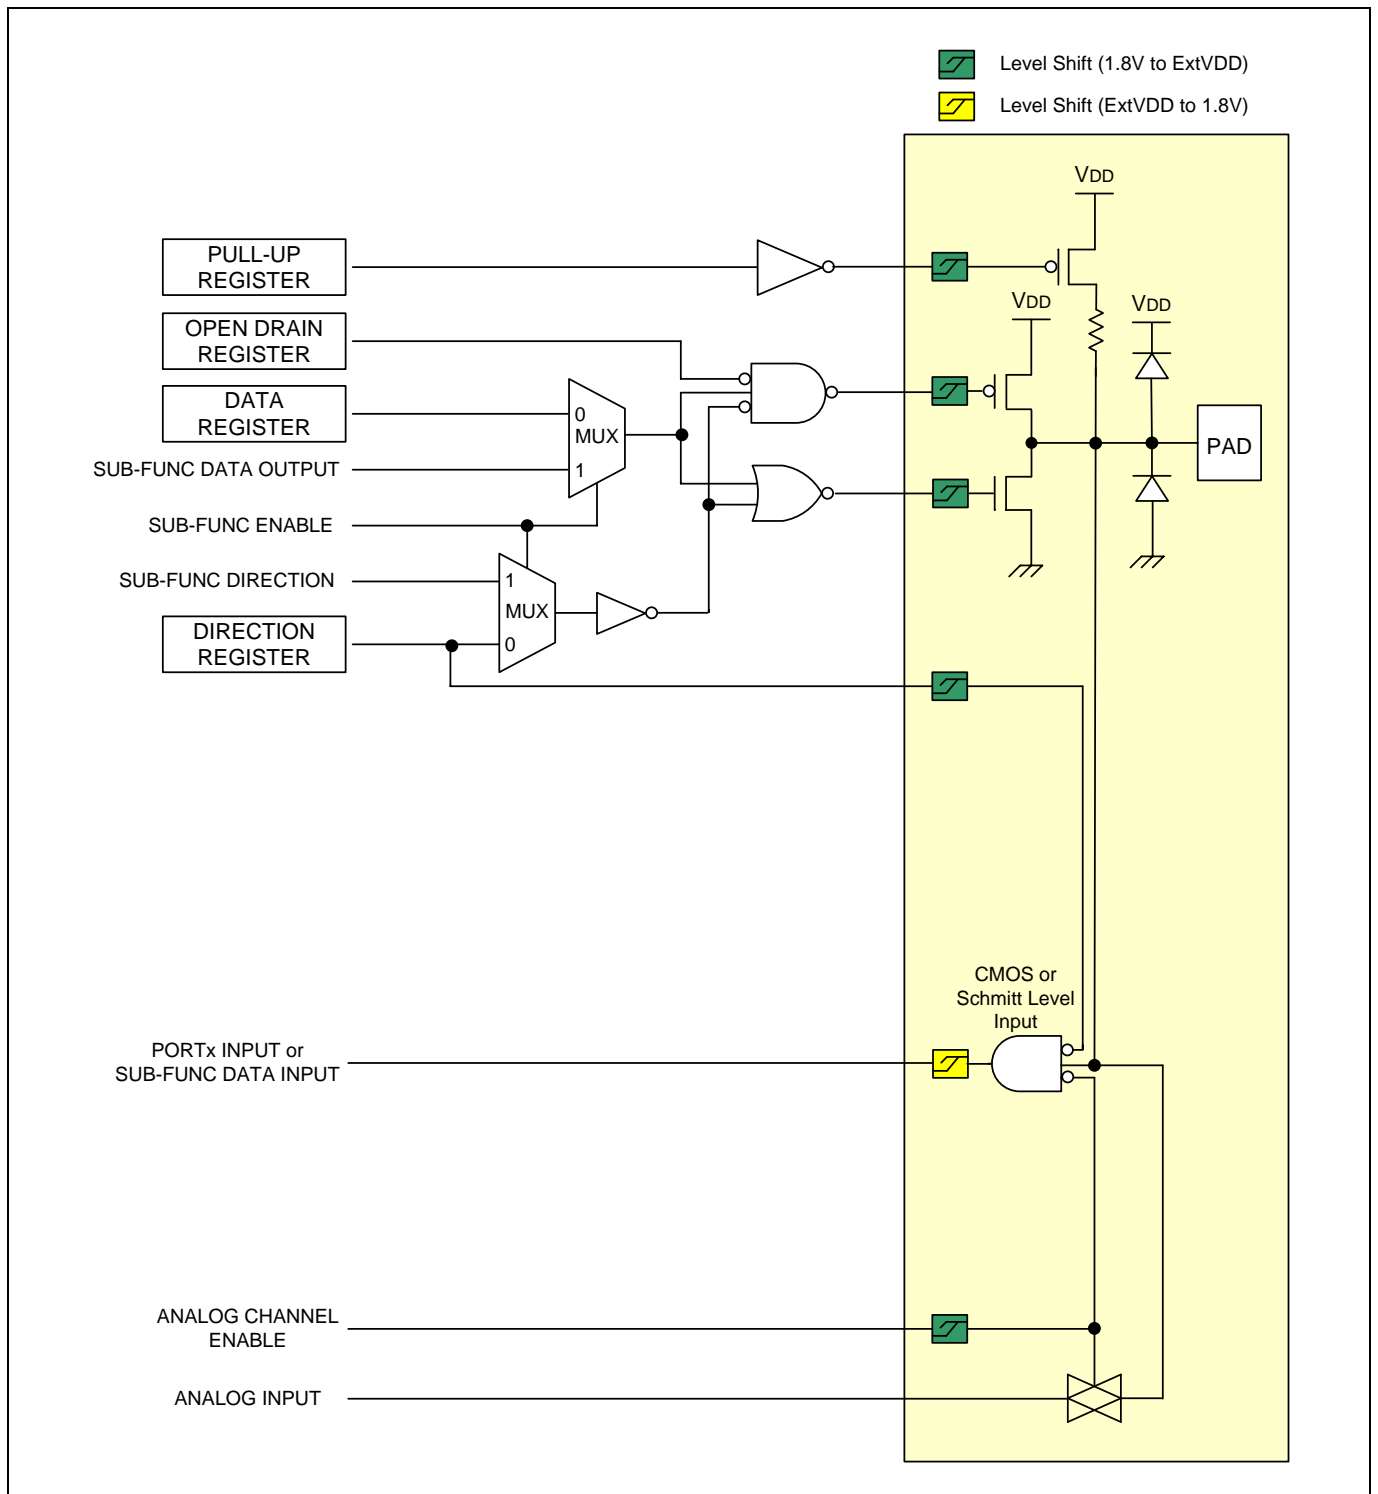 Level Shift (1.8V to ExtVDD)
Level Shift (ExtVDD to 1.8V)
VDD
PULL-UP
REGISTER
VDD
VDD
OPEN DRAIN
REGISTER
DATA
REGISTER
0
MUX
1
PAD
SUB-FUNC DATA OUTPUT
SUB-FUNC ENABLE
SUB-FUNC DIRECTION
1
MUX
0
DIRECTION
REGISTER
CMOS or
Schmitt Level
Input
PORTx INPUT or
SUB-FUNC DATA INPUT
ANALOG CHANNEL
ENABLE
ANALOG INPUT